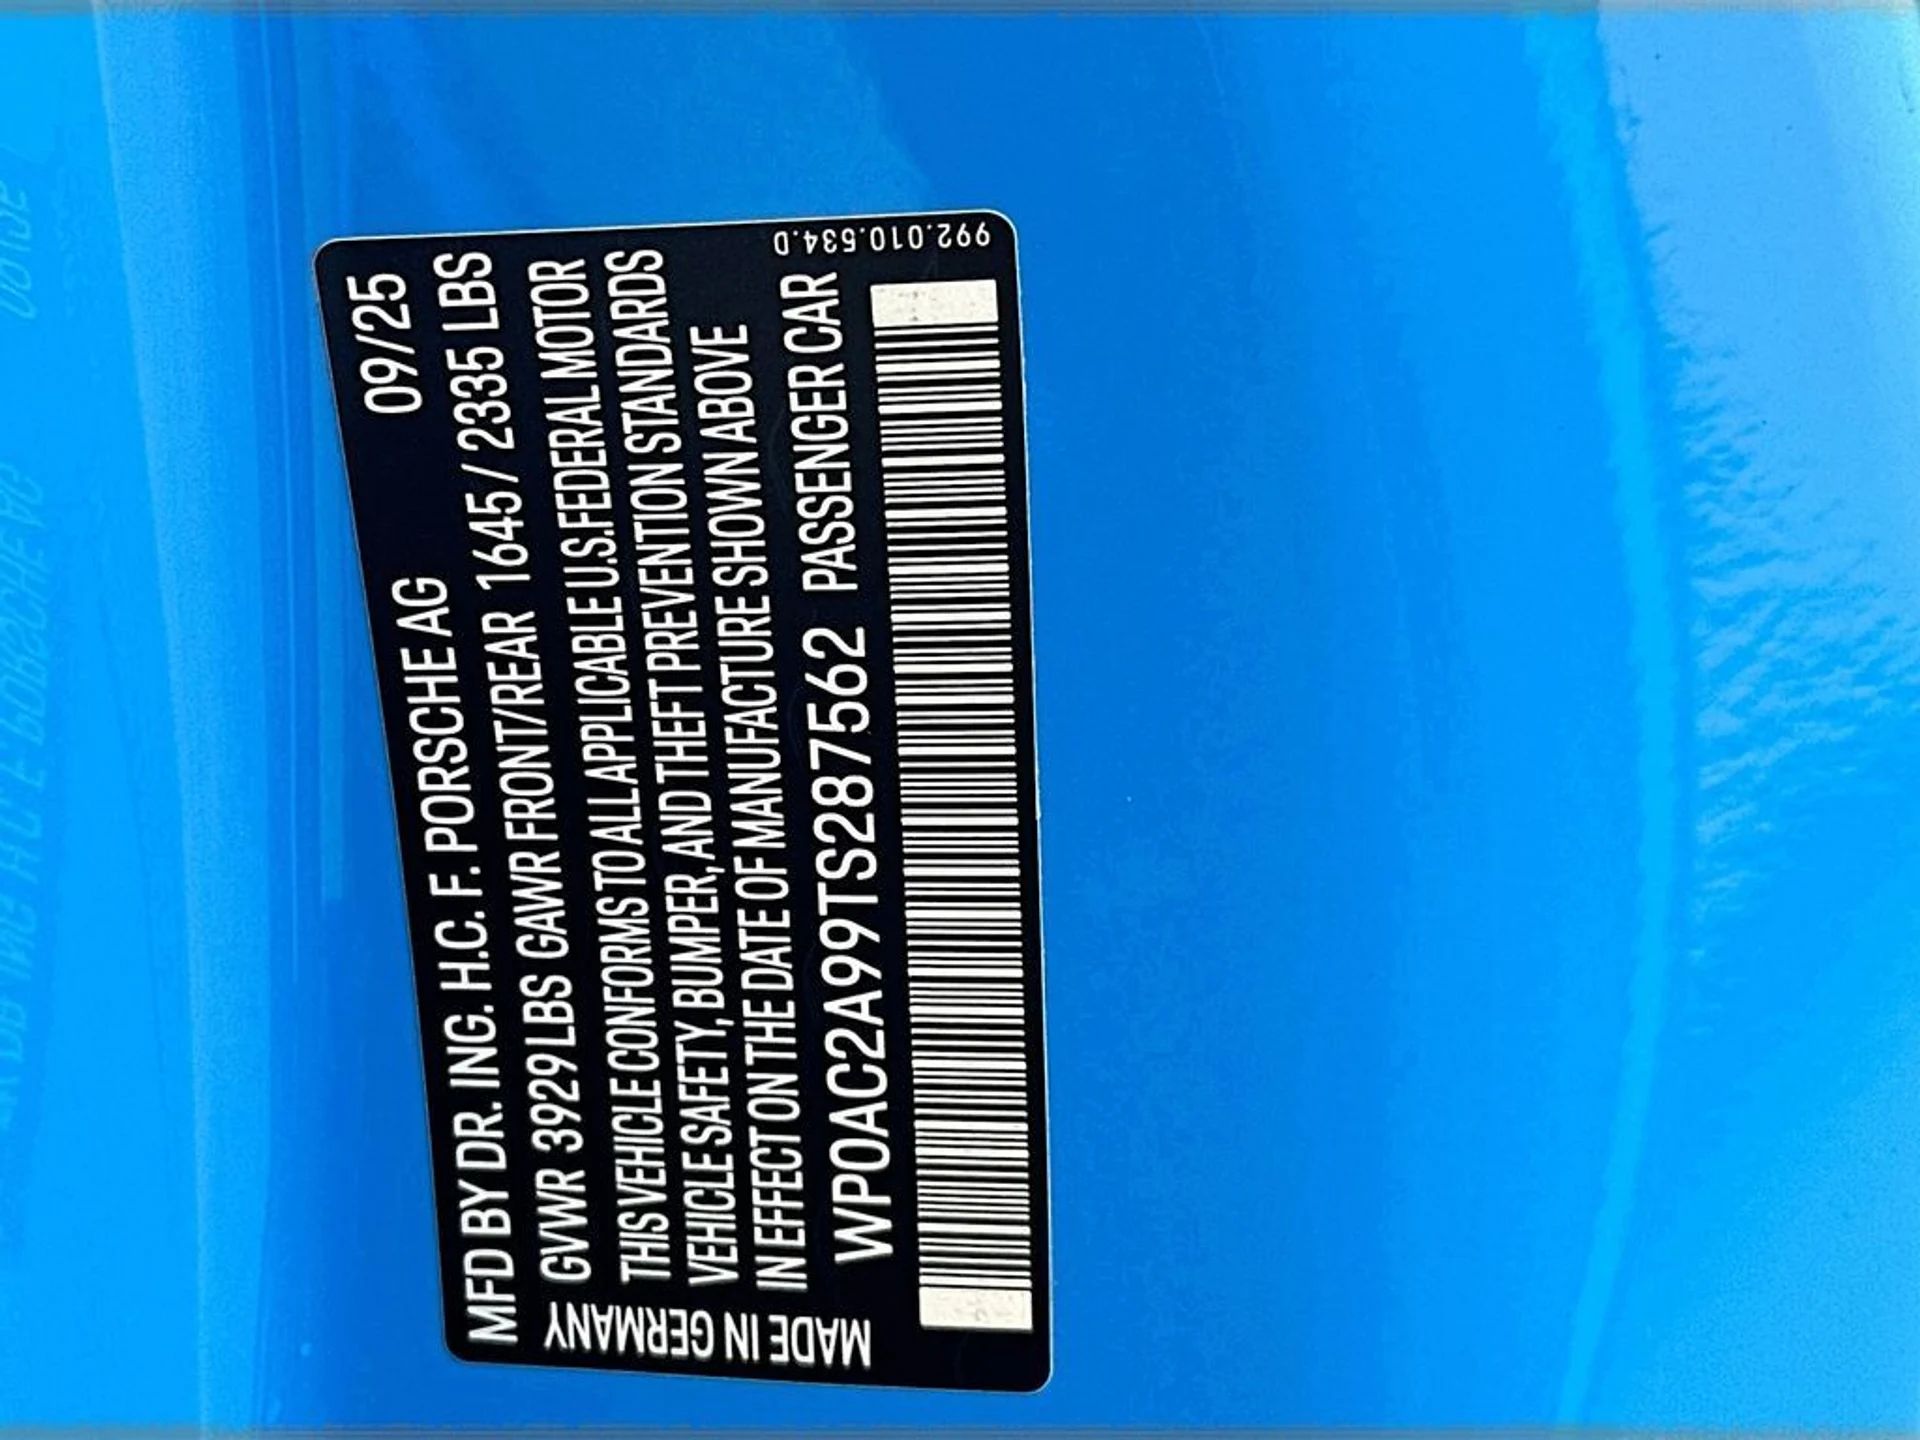 MFD BY DR. ING. H.C. F. PORSCHE AG 09/25
GVWR 3929 LBS GAWR FRONT/REAR 1645 / 2335 LBS
THIS VEHICLE CONFORMS TO ALL APPLICABLE U.S. FEDERAL MOTOR
VEHICLE SAFETY, BUMPER, AND THEFT PREVENTION STANDARDS
IN EFFECT ON THE DATE OF MANUFACTURE SHOWN ABOVE
WP0AC2A99TS287562 PASSENGER CAR
MADE IN GERMANY
992.010.534.D